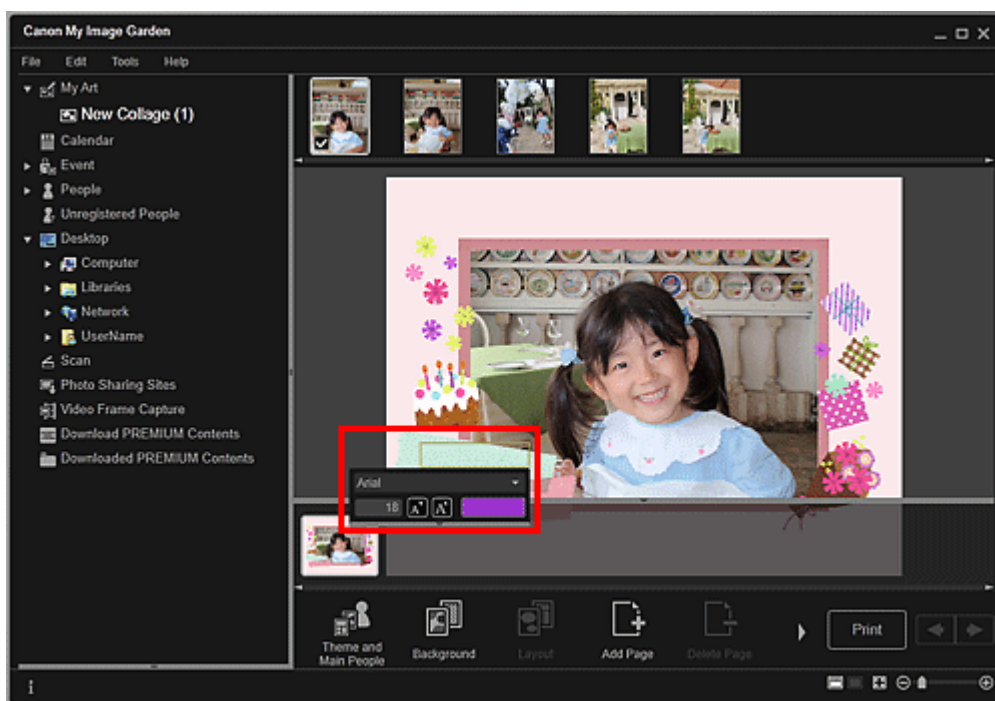 Canon My Image Garden
File Edit Tools Help
My Art
New Collage (1)
Calendar
Event
People
Unregistered People
Desktop
Computer
Libraries
Network
UserName
Scan
Photo Sharing Sites
Video Frame Capture
Download PREMIUM Contents
Downloaded PREMIUM Contents
Arial
18 A A
Theme and
Main People
Background
Layout
Add Page
Delete Page
Print
i